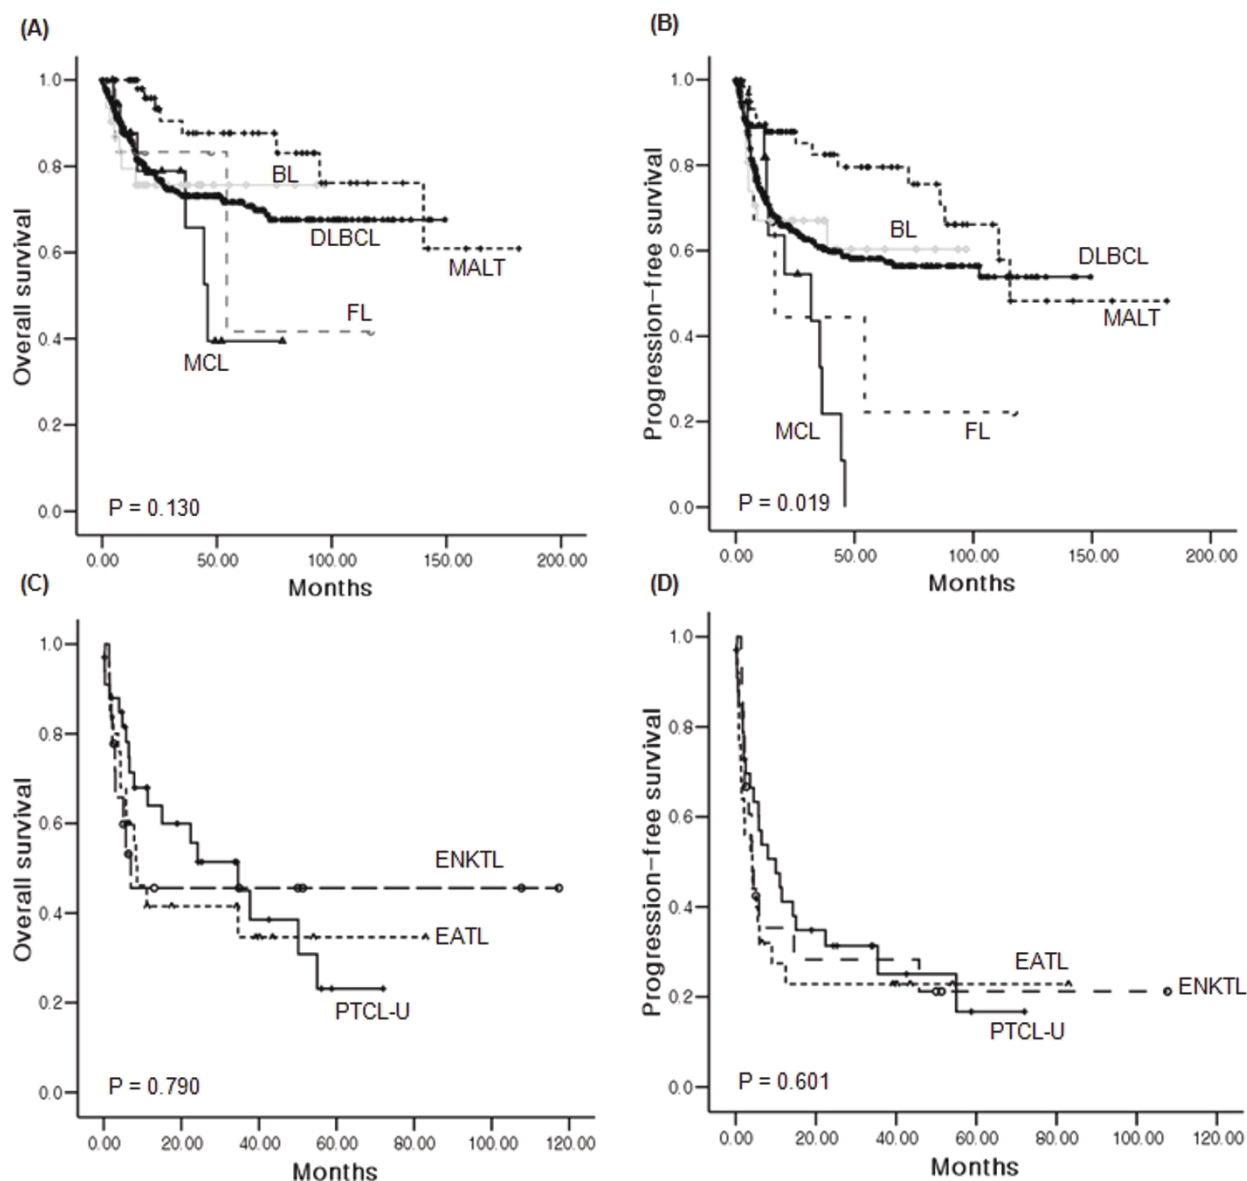 (A)
Overall survival
1.0
0.8
0.6
0.4
0.2
0.0
BL
DLBCL
MALT
FL
MCL
P = 0.130
0.00 50.00 100.00 150.00 200.00
Months
(B)
Progression-free survival
1.0
0.8
0.6
0.4
0.2
0.0
BL
DLBCL
MALT
MCL
FL
P = 0.019
0.00 50.00 100.00 150.00 200.00
Months
(C)
Overall survival
1.0
0.8
0.6
0.4
0.2
0.0
ENKTL
EATL
PTCL-U
P = 0.790
0.00 20.00 40.00 60.00 80.00 100.00 120.00
Months
(D)
Progression-free survival
1.0
0.8
0.6
0.4
0.2
0.0
EATL
ENKTL
PTCL-U
P = 0.601
0.00 20.00 40.00 60.00 80.00 100.00 120.00
Months